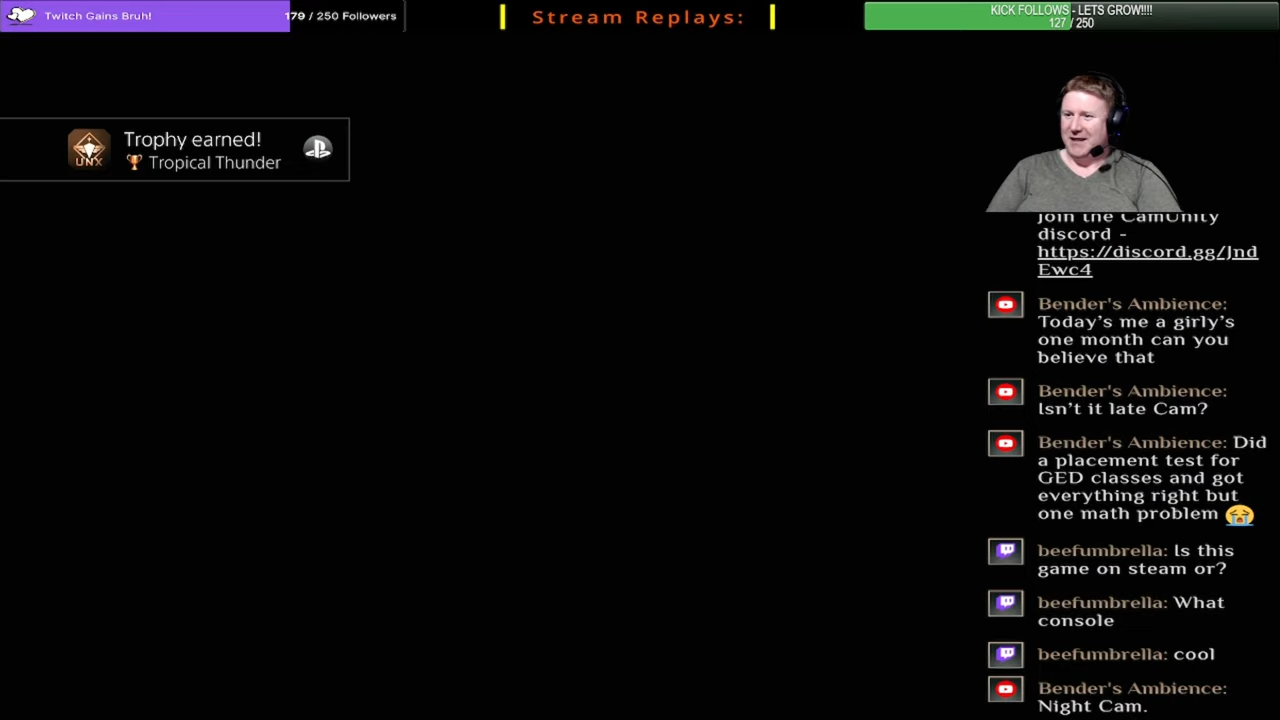 Twitch Gains Bruh!
179 / 250 Followers
Stream Replays:
KICK FOLLOWS - LETS GROW!!!!
127 / 250
UNX
Trophy earned!
Tropical Thunder
join the CamUnity
discord -
https://discord.gg/Jnd
Ewc4
Bender's Ambience:
Today’s me a girly’s
one month can you
believe that
Bender's Ambience:
Isn’t it late Cam?
Bender's Ambience: Did
a placement test for
GED classes and got
everything right but
one math problem 😭
beefumbrella: Is this
game on steam or?
beefumbrella: What
console
beefumbrella: cool
Bender's Ambience:
Night Cam.